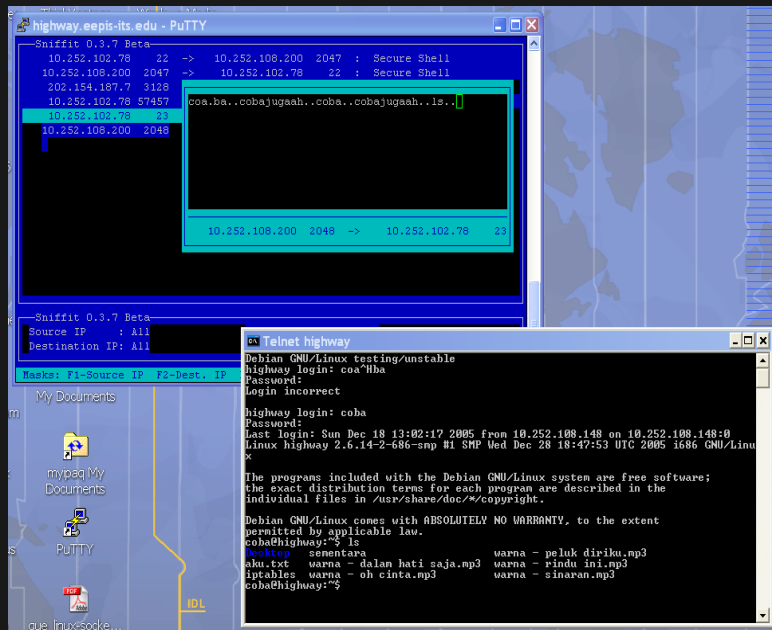 highway.eepis-its.edu - PuTTY
Sniffit 0.3.7 Beta
10.252.102.78 22 -> 10.252.108.200 2047 : Secure Shell
10.252.108.200 2047 -> 10.252.102.78 22 : Secure Shell
202.154.187.7 3128
10.252.102.78 57457
10.252.102.78 23
10.252.108.200 2048
coa.ba..cobajugaah..coba..cobajugaah..ls..
10.252.108.200 2048 -> 10.252.102.78 23
Sniffit 0.3.7 Beta
Source IP : All
Destination IP: All
Masks: F1-Source IP F2-Dest. IP
Telnet highway
Debian GNU/Linux testing/unstable
highway login: coa^Hba
Password:
Login incorrect
highway login: coba
Password:
Last login: Sun Dec 18 13:02:17 2005 from 10.252.108.148 on 10.252.108.148:0
Linux highway 2.6.14-2-686-smp #1 SMP Wed Dec 28 18:47:53 UTC 2005 i686 GNU/Linu
x
The programs included with the Debian GNU/Linux system are free software;
the exact distribution terms for each program are described in the
individual files in /usr/share/doc/*/copyright.
Debian GNU/Linux comes with ABSOLUTELY NO WARRANTY, to the extent
permitted by applicable law.
coba@highway:~$ ls
Desktop sementara warna - peluk diriku.mp3
aku.txt warna - dalam hati saja.mp3 warna - rindu ini.mp3
iptables warna - oh cinta.mp3 warna - sinaran.mp3
coba@highway:~$
My Documents
mypaq My
Documents
PuTTY
PDF
IDL
que_linux-socke...